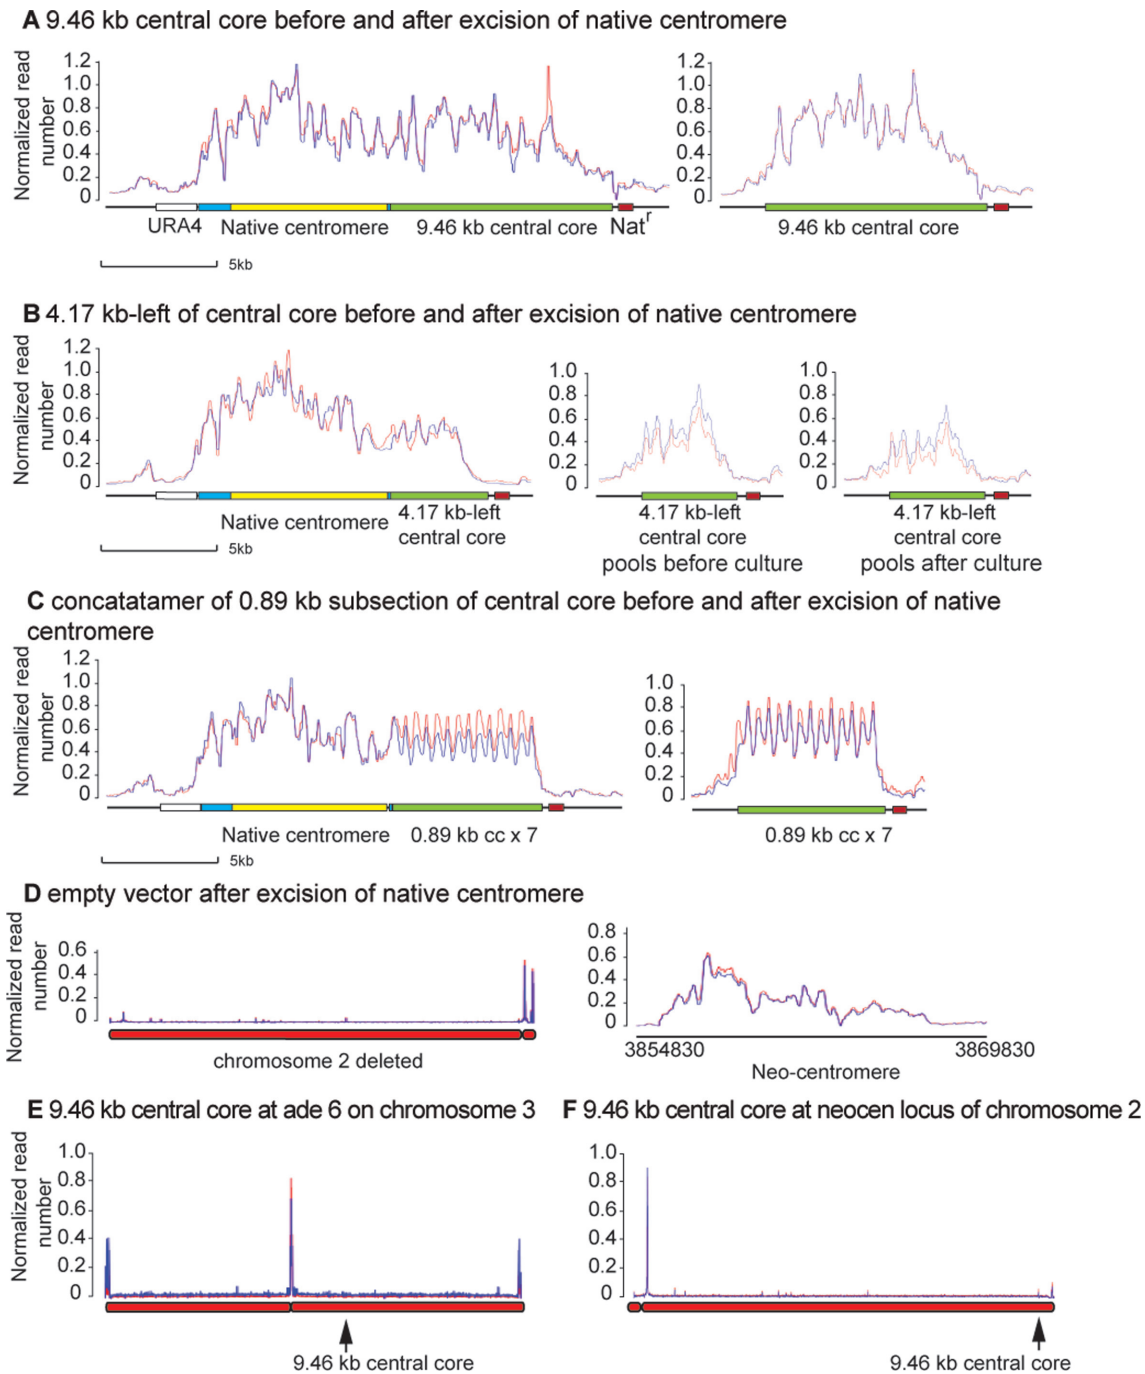 A 9.46 kb central core before and after excision of native centromere
Normalized read
number
1.2
1.0
0.8
0.6
0.4
0.2
0
1.2
1.0
0.8
0.6
0.4
0.2
0
URA4 Native centromere 9.46 kb central core Natr
9.46 kb central core
5kb
B 4.17 kb-left of central core before and after excision of native centromere
Normalized read
number
1.2
1.0
0.8
0.6
0.4
0.2
0
1.0
0.8
0.6
0.4
0.2
0
1.0
0.8
0.6
0.4
0.2
0
Native centromere
4.17 kb-left
central core
5kb
4.17 kb-left
central core
pools before culture
4.17 kb-left
central core
pools after culture
C concatatamer of 0.89 kb subsection of central core before and after excision of native
centromere
Normalized read
number
1.2
1.0
0.8
0.6
0.4
0.2
0
1.0
0.8
0.6
0.4
0.2
0
Native centromere 0.89 kb cc x 7
0.89 kb cc x 7
5kb
D empty vector after excision of native centromere
Normalized read
number
0.6
0.4
0.2
0
chromosome 2 deleted
0.8
0.6
0.4
0.2
0
3854830 3869830
Neo-centromere
E 9.46 kb central core at ade 6 on chromosome 3
Normalized read
number
1.0
0.8
0.6
0.4
0.2
0
9.46 kb central core
F 9.46 kb central core at neocen locus of chromosome 2
1.0
0.8
0.6
0.4
0.2
0
9.46 kb central core